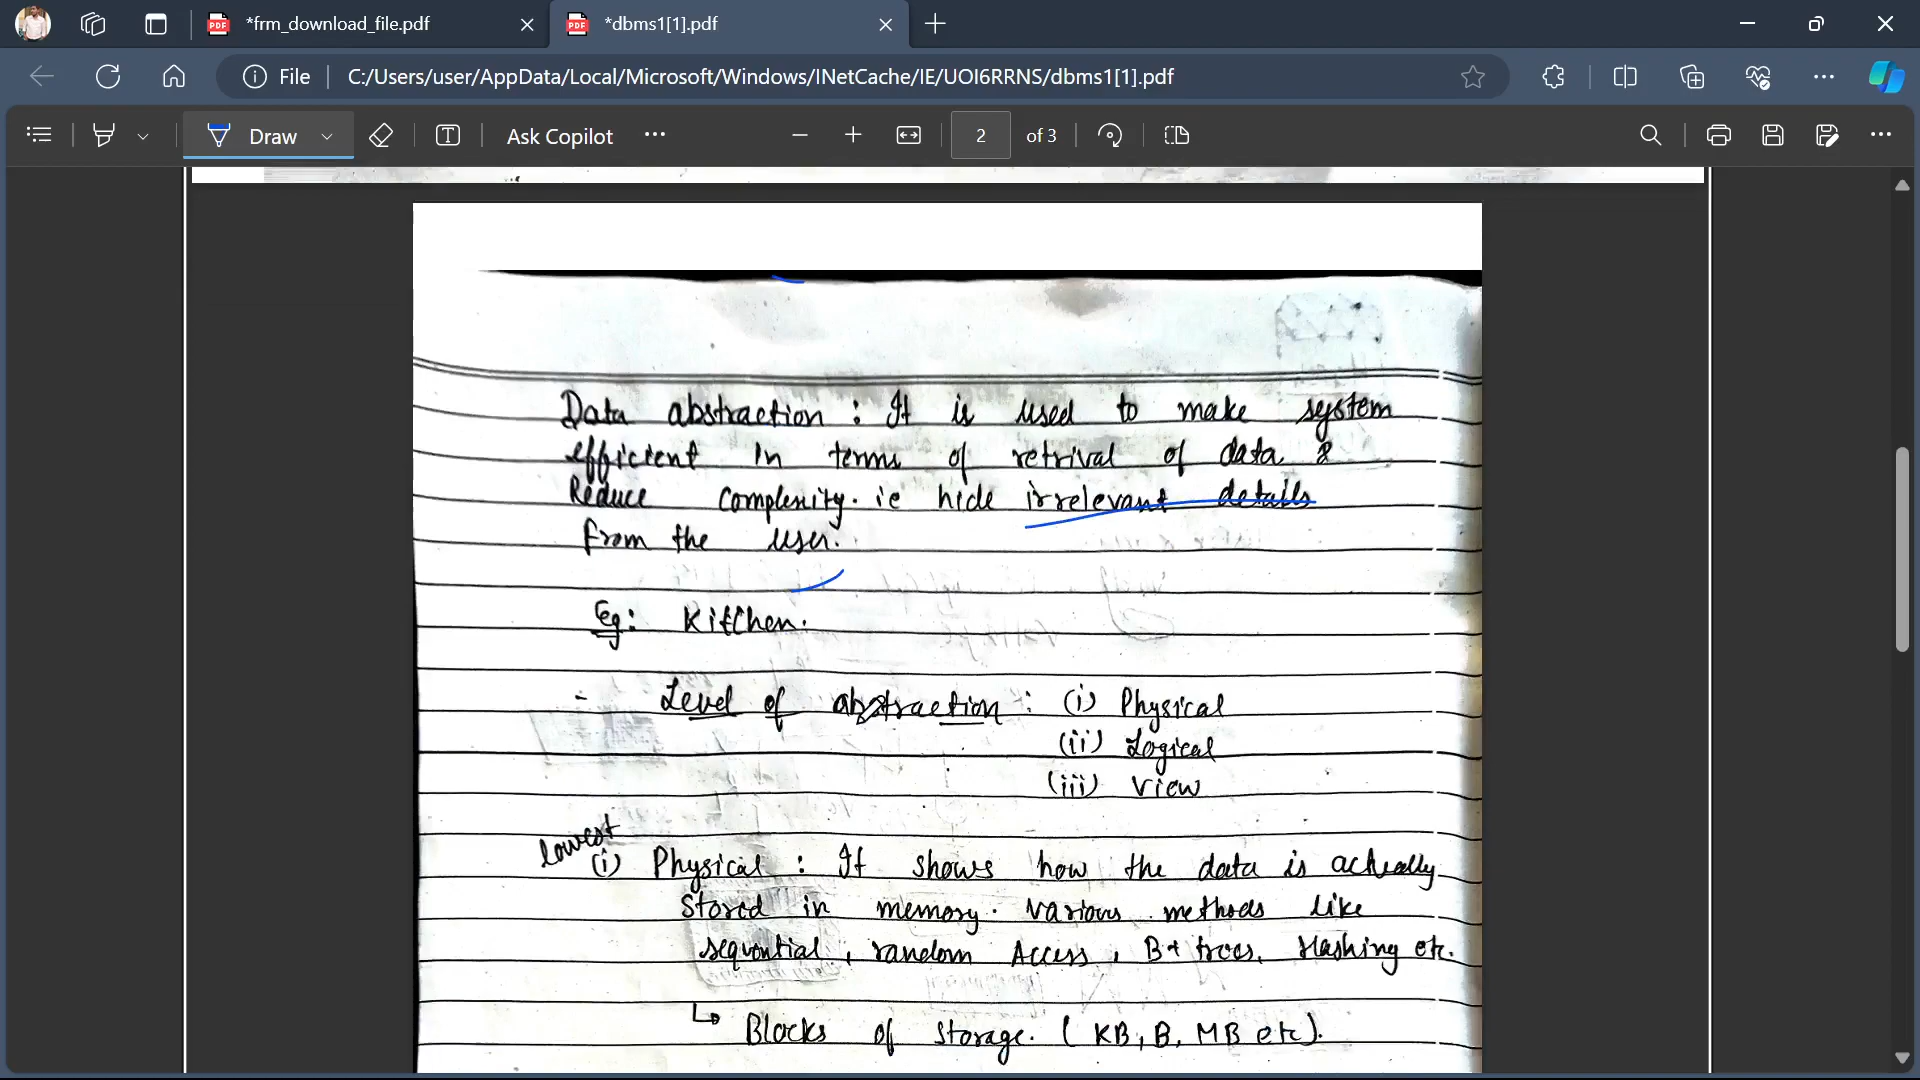 *frm_download_file.pdf
*dbms1[1].pdf
File
C:/Users/user/AppData/Local/Microsoft/Windows/INetCache/IE/UOI6RRNS/dbms1[1].pdf
Draw
Ask Copilot
2 of 3
Data abstraction : It is used to make system
efficient in terms of retrival of data &
Reduce complexity. ie hide irrelevant details
from the user.
Eg: Kitchen.
Level of abstraction : (i) Physical
(ii) Logical
(iii) View
lowest
(i) Physical : It shows how the data is actually
Stored in memory. Various methods like
sequential, random Access, B+ trees, Hashing etc.
↳ Blocks of storage. (KB, B, MB etc).